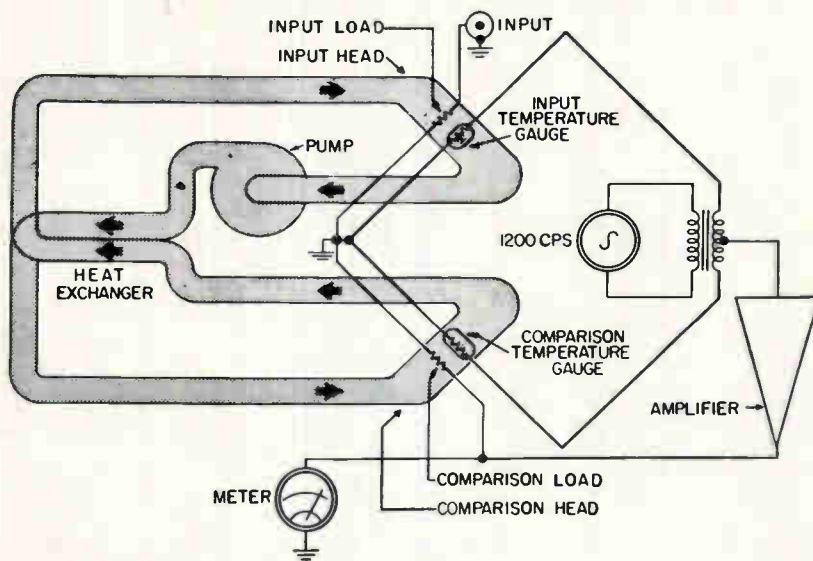 INPUT LOAD
INPUT
INPUT HEAD
INPUT
TEMPERATURE
GAUGE
PUMP
1200 CPS
HEAT
EXCHANGER
COMPARISON
TEMPERATURE
GAUGE
AMPLIFIER
METER
COMPARISON LOAD
COMPARISON HEAD